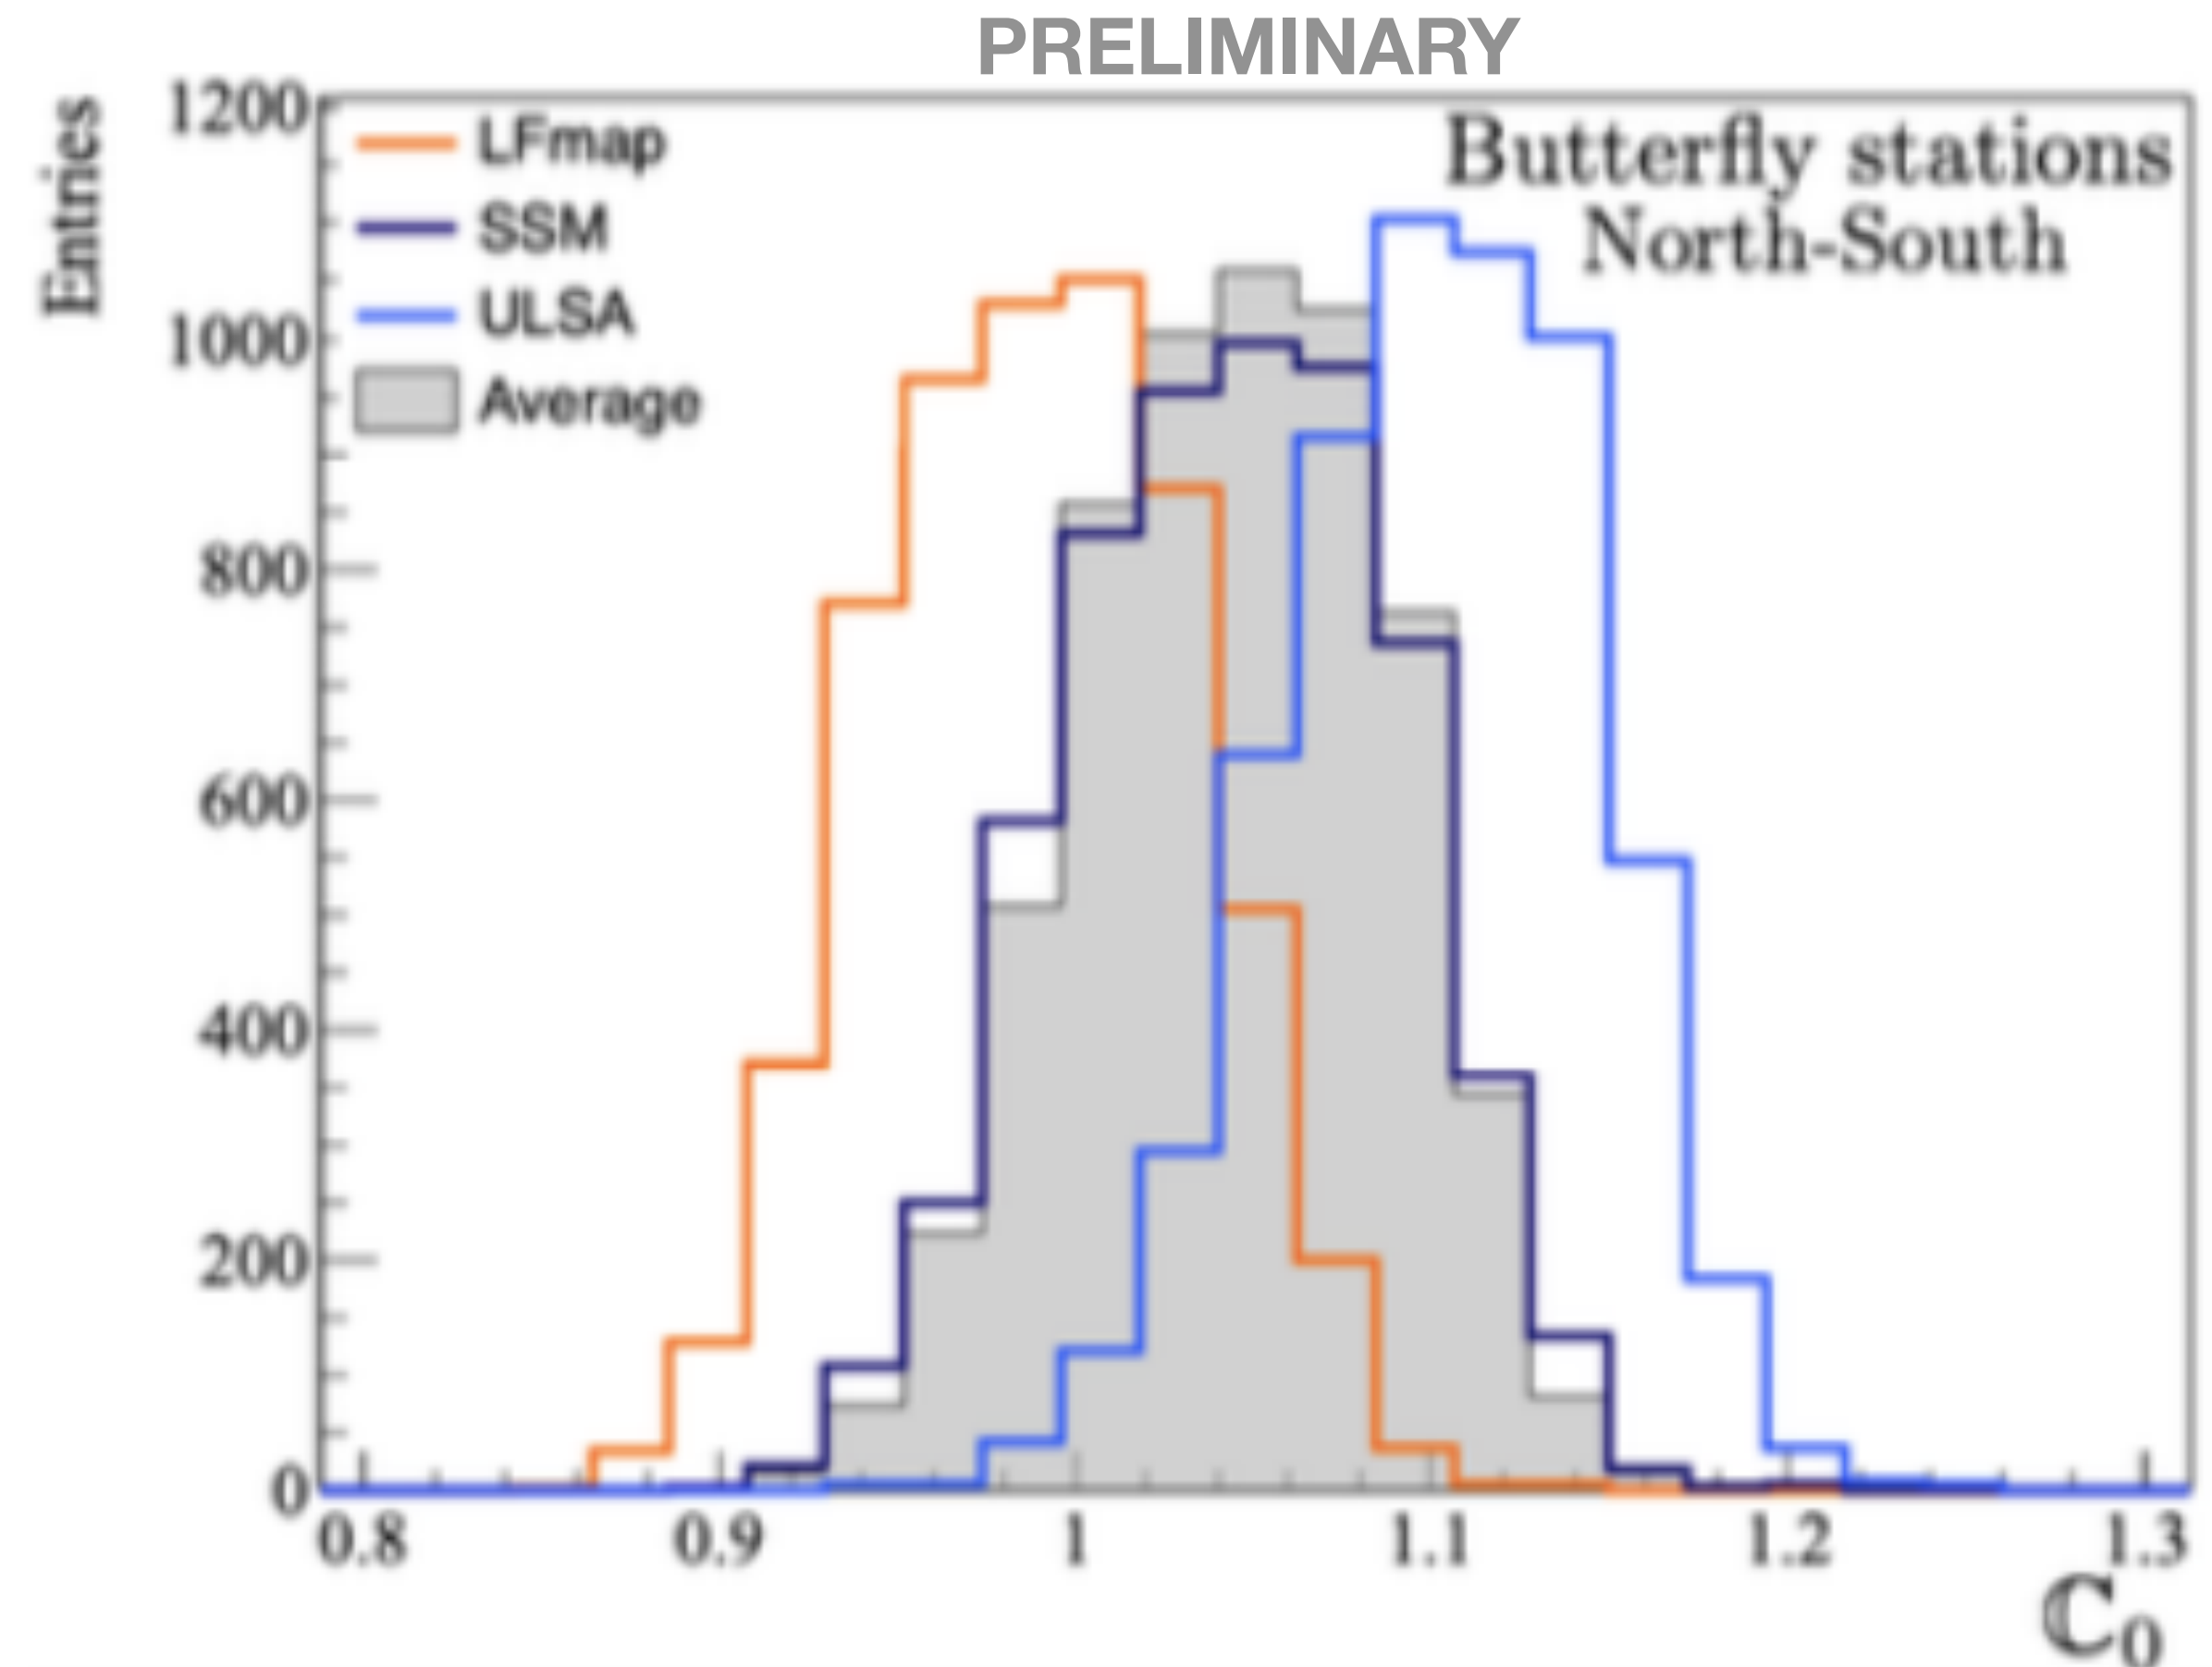 PRELIMINARY
Entries
1200
1000
800
600
400
200
0
LFmap
SSM
ULSA
Average
Butterfly stations
North-South
0.8 0.9 1 1.1 1.2 1.3
ℂ₀